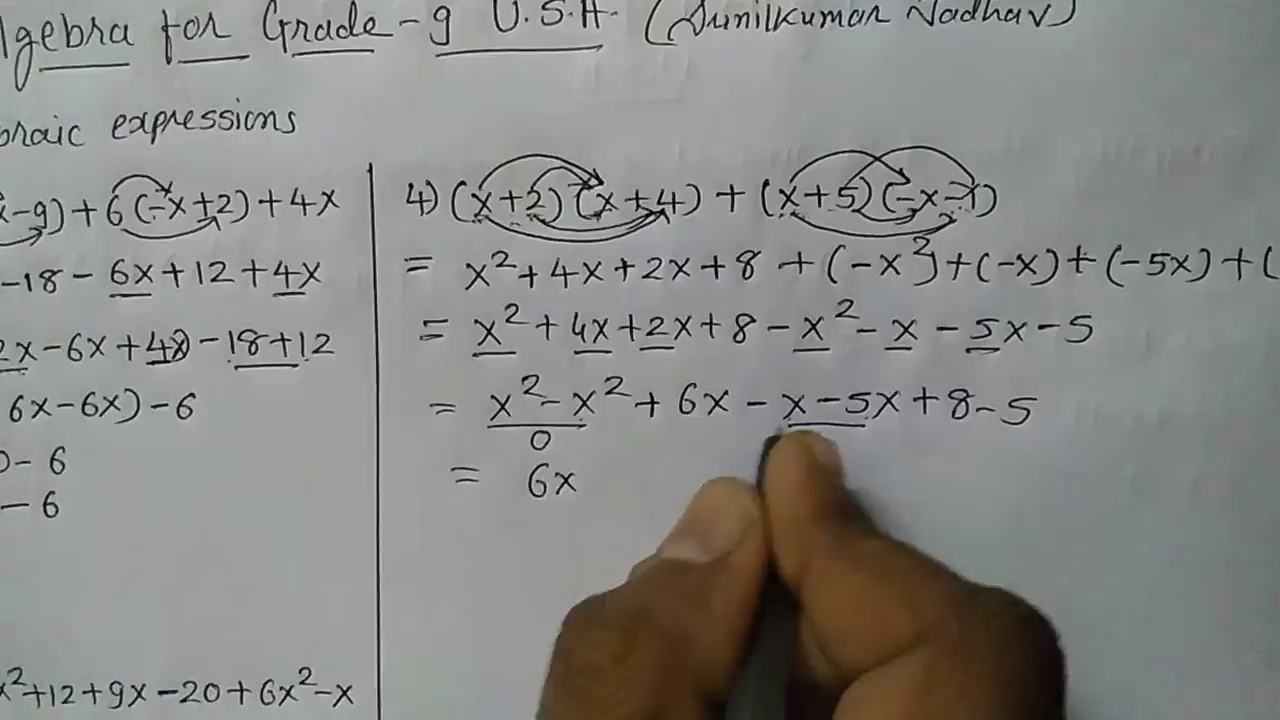 lgebra for Grade-9 U.S.A. (Sunilkumar Jadhav)
braic expressions
x-9)+6(-x+2)+4x
-18-6x+12+4x
2x-6x+4x)-18+12
6x-6x)-6
0-6
-6
x²+12+9x-20+6x²-x
4) (x+2)(x+4)+(x+5)(-x-1)
= x²+4x+2x+8+(-x²)+(-x)+(-5x)+(
= x²+4x+2x+8-x²-x-5x-5
= x²-x²+6x-x-5x+8-5
0
= 6x